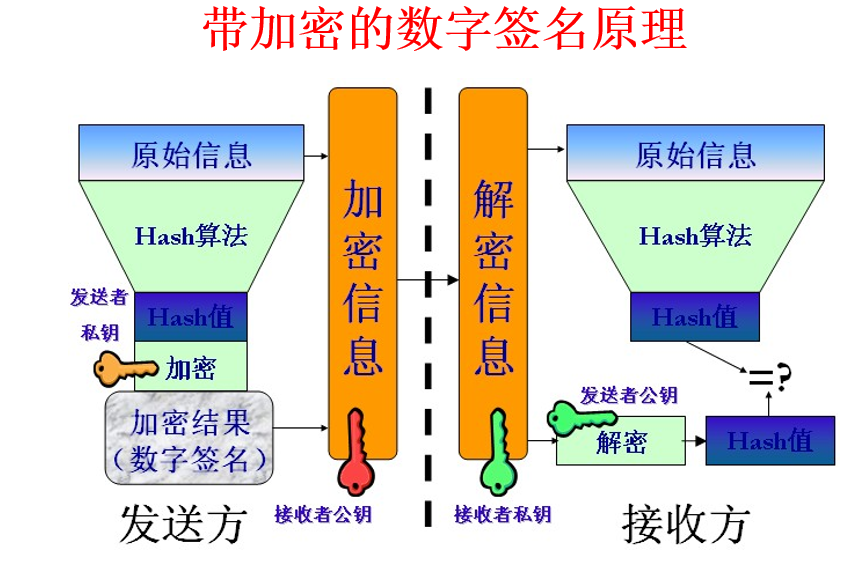 带加密的数字签名原理
原始信息
Hash算法
发送者
私钥
Hash值
加密
加密结果
（数字签名）
发送方
加密信息
接收者公钥
解密信息
接收者私钥
原始信息
Hash算法
Hash值
=?
发送者公钥
解密
Hash值
接收方